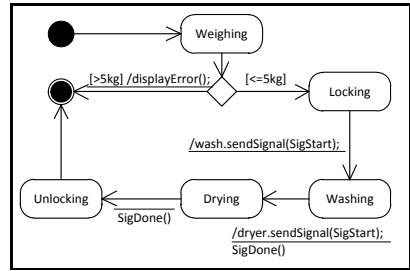 Weighing
[>5kg] /displayError();
[<=5kg]
Locking
/wash.sendSignal(SigStart);
Unlocking
Drying
Washing
SigDone()
/dryer.sendSignal(SigStart);
SigDone()